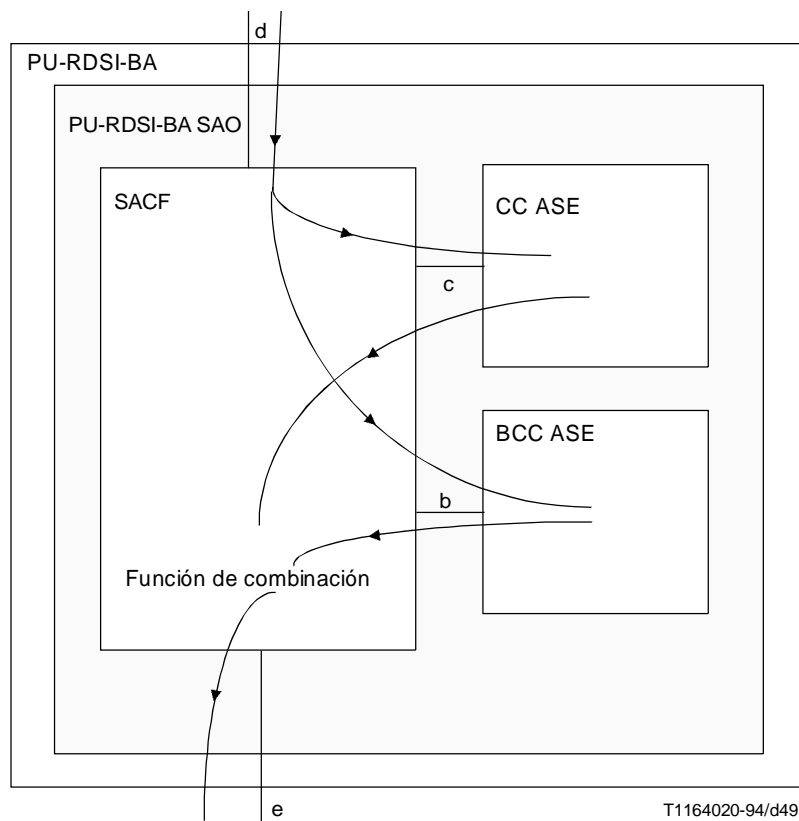 d
PU-RDSI-BA
PU-RDSI-BA SAO
SACF
CC ASE
c
BCC ASE
b
Función de combinación
e
T1164020-94/d49